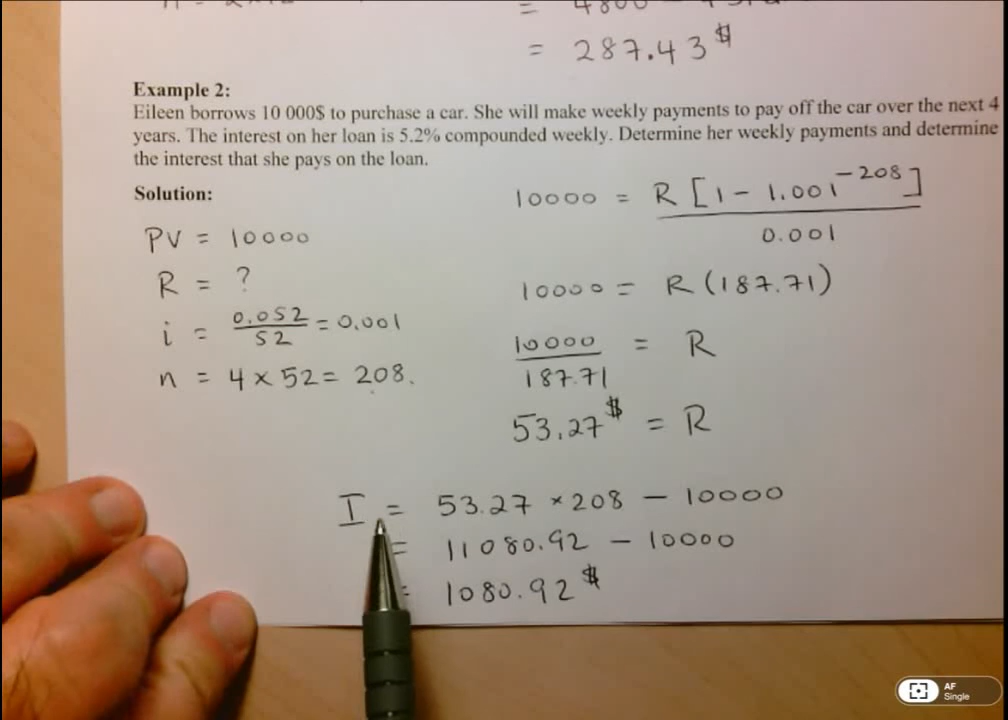 = 4800 -
= 287.43$
Example 2:
Eileen borrows 10 000$ to purchase a car. She will make weekly payments to pay off the car over the next 4
years. The interest on her loan is 5.2% compounded weekly. Determine her weekly payments and determine
the interest that she pays on the loan.
Solution:
PV = 10000
R = ?
i = 0.052/52 = 0.001
n = 4 × 52 = 208.
10000 = R [1 - 1.001^-208] / 0.001
10000 = R (187.71)
10000/187.71 = R
53.27$ = R
I = 53.27 × 208 - 10000
= 11080.92 - 10000
= 1080.92$
AF
Single